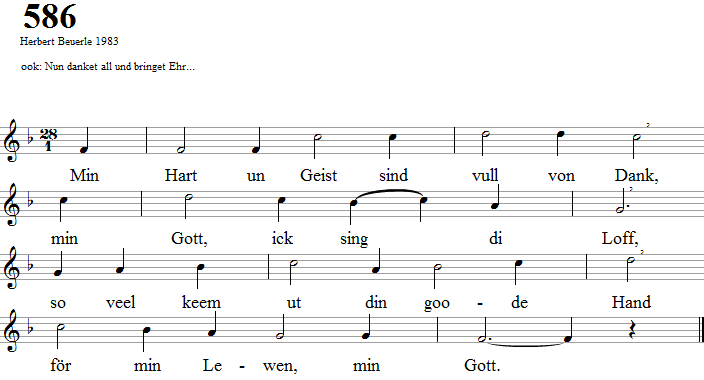 586
Herbert Beuerle 1983
ook: Nun danket all und bringet Ehr...
28
1
Min Hart un Geist sind vull von Dank,
min Gott, ick sing di Loff,
so veel keem ut din goo - de Hand
för min Le - wen, min Gott.